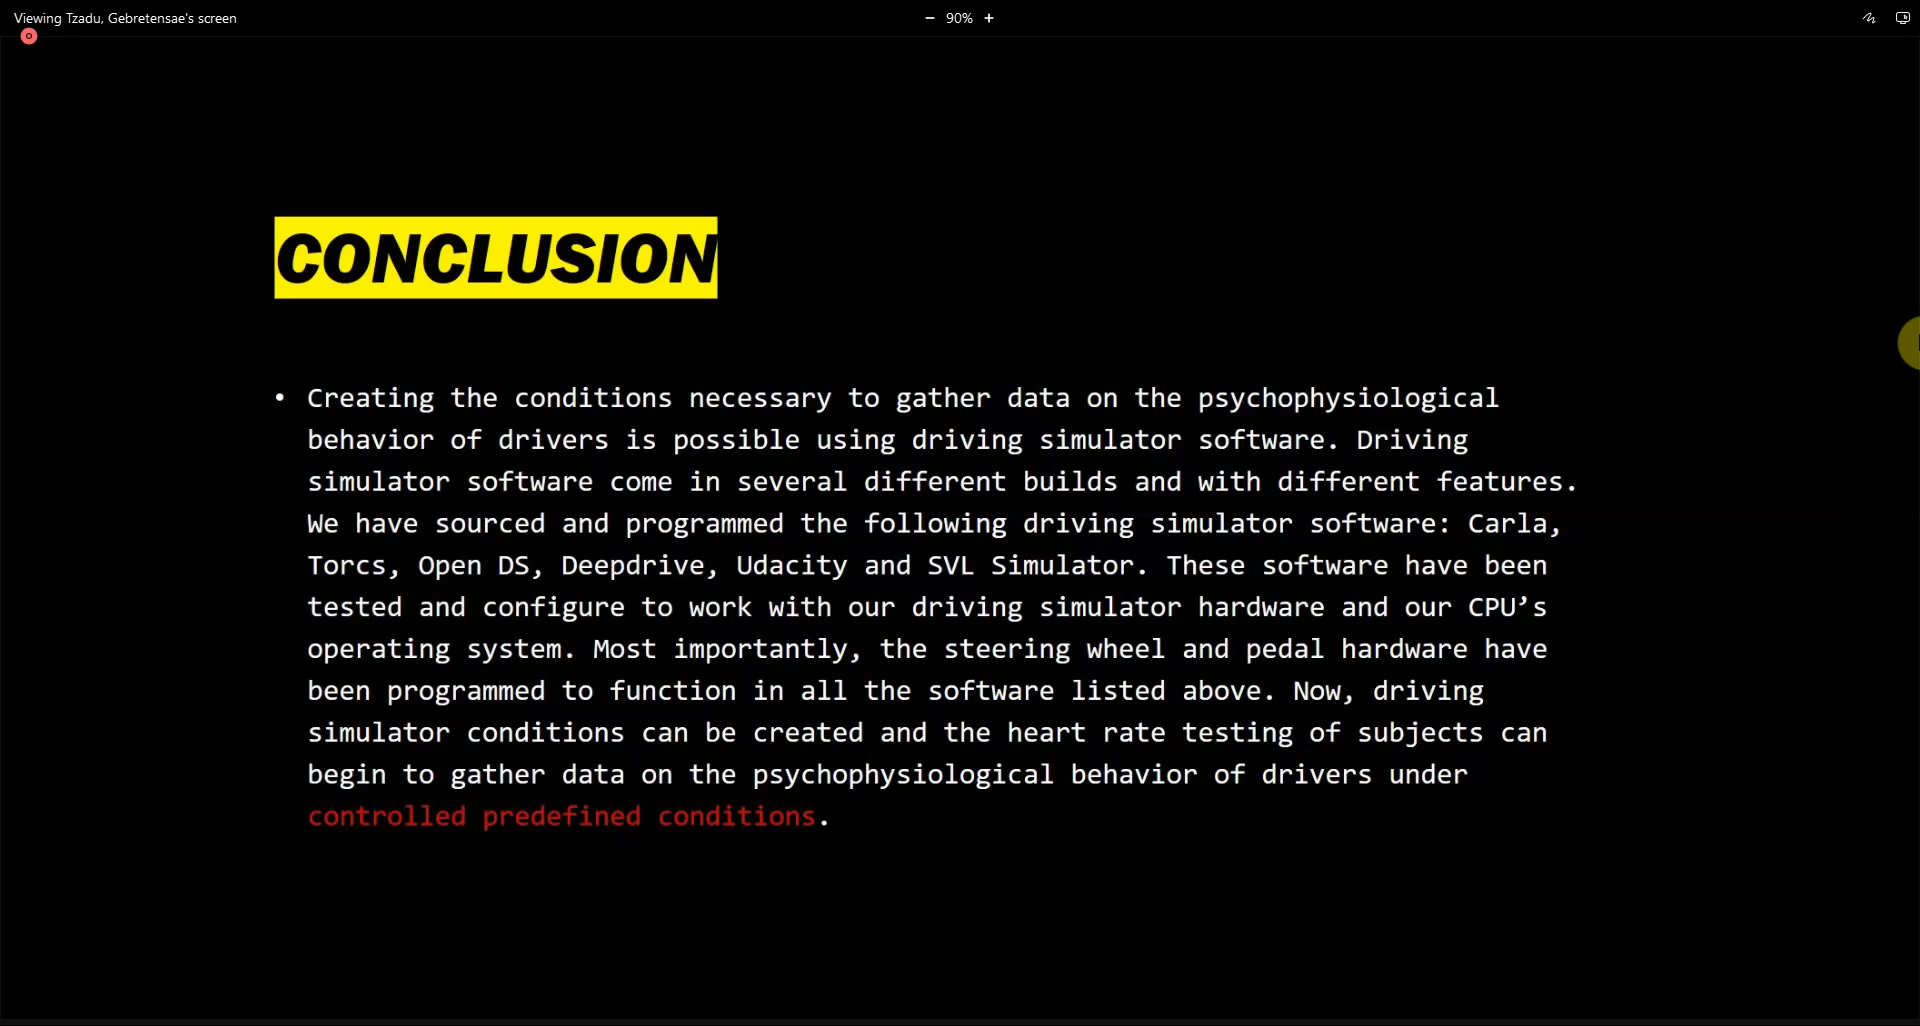 Viewing Tzadu, Gebretensae's screen
− 90% +
CONCLUSION
• Creating the conditions necessary to gather data on the psychophysiological
behavior of drivers is possible using driving simulator software. Driving
simulator software come in several different builds and with different features.
We have sourced and programmed the following driving simulator software: Carla,
Torcs, Open DS, Deepdrive, Udacity and SVL Simulator. These software have been
tested and configure to work with our driving simulator hardware and our CPU’s
operating system. Most importantly, the steering wheel and pedal hardware have
been programmed to function in all the software listed above. Now, driving
simulator conditions can be created and the heart rate testing of subjects can
begin to gather data on the psychophysiological behavior of drivers under
controlled predefined conditions.